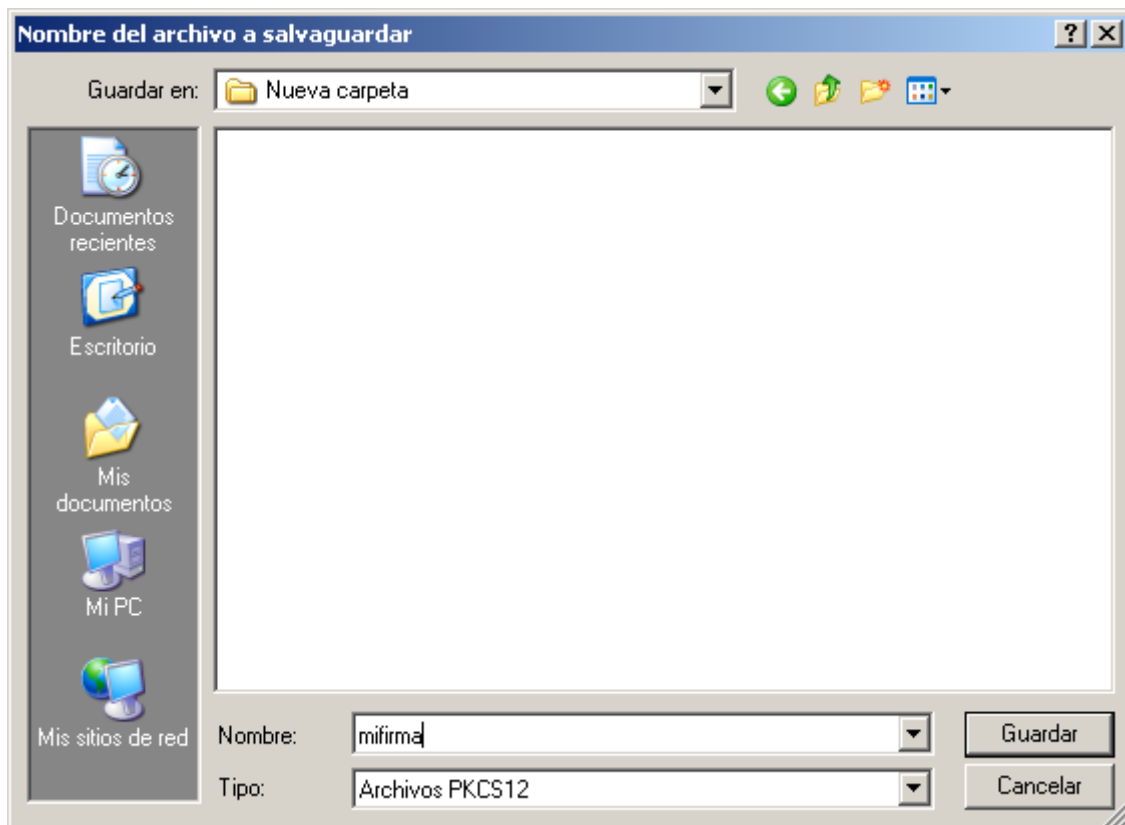 Nombre del archivo a salvaguardar
Guardar en:
Nueva carpeta
Documentos
recientes
Escritorio
Mis
documentos
Mi PC
Mis sitios de red
Nombre:
mifirma
Guardar
Tipo:
Archivos PKCS12
Cancelar